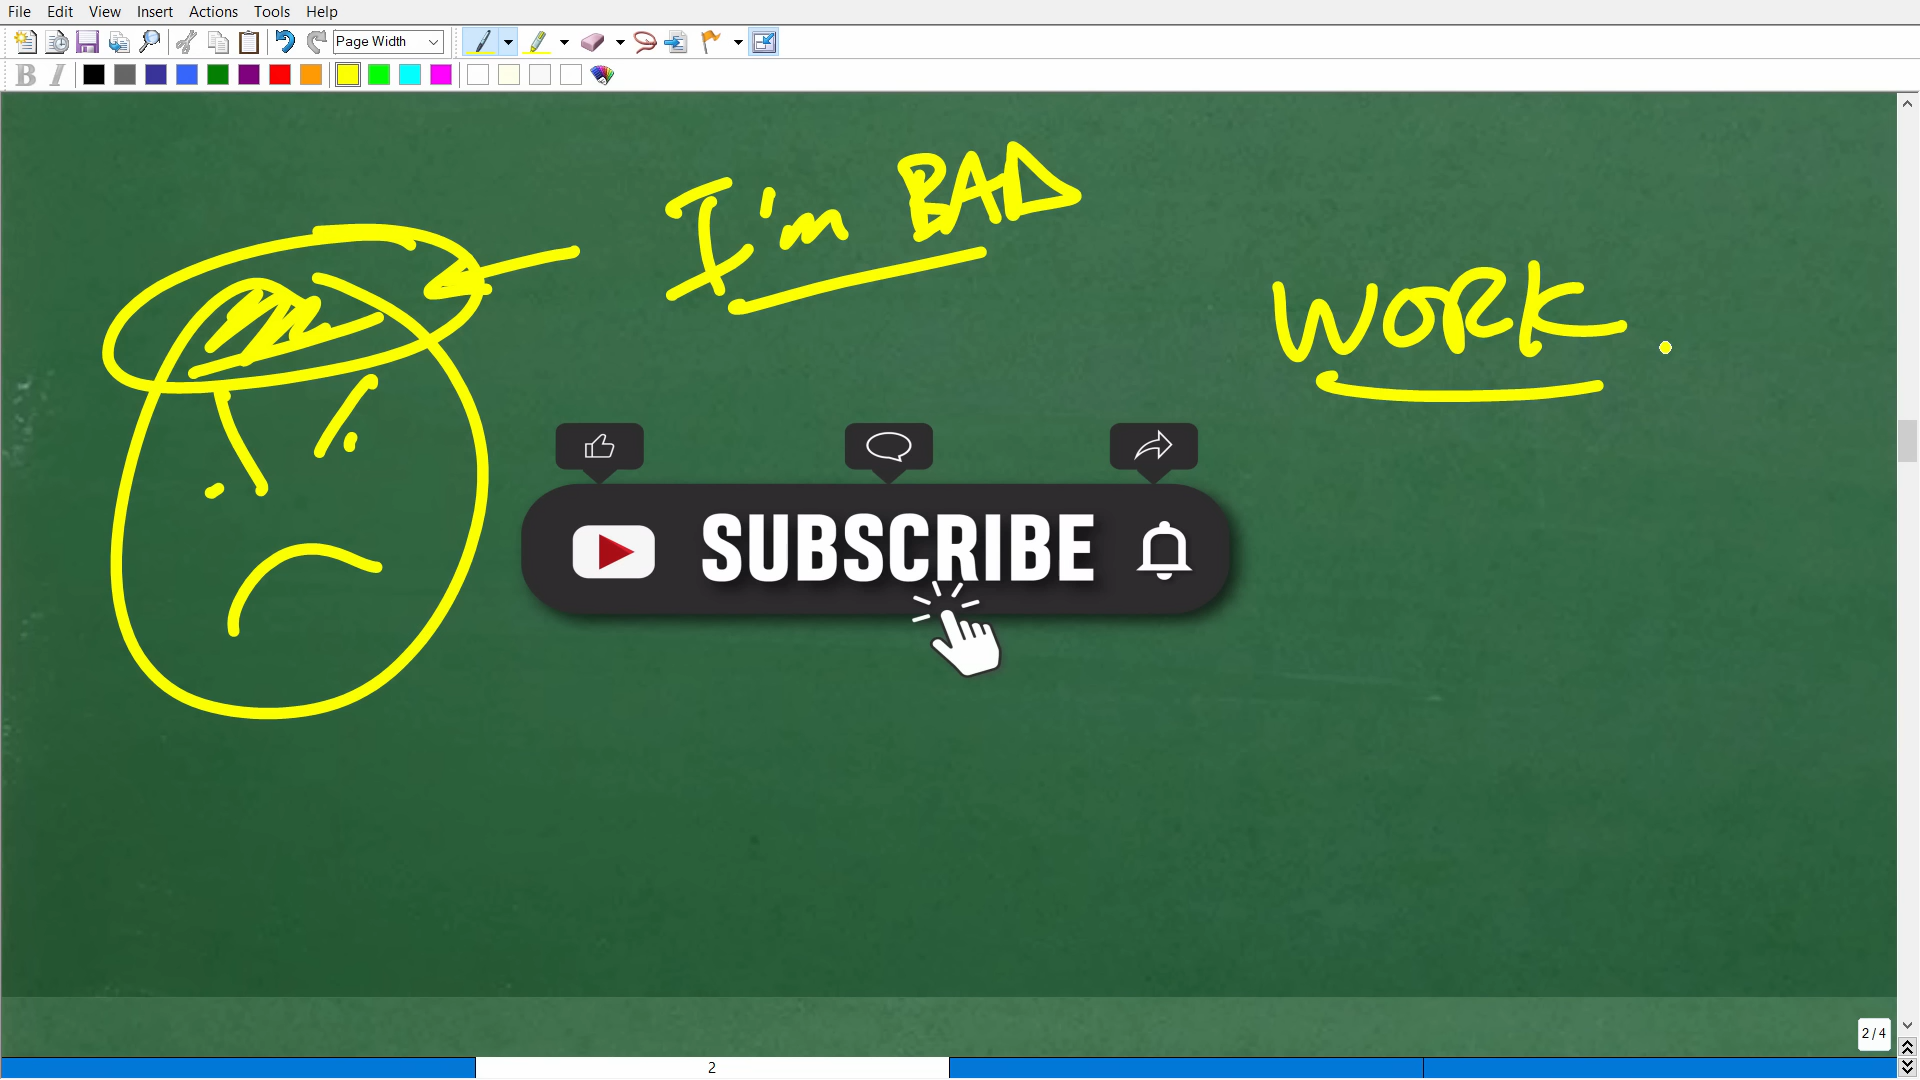 File Edit View Insert Actions Tools Help
Page Width
B I
I'm BAD
WORK.
SUBSCRIBE
2 / 4
2